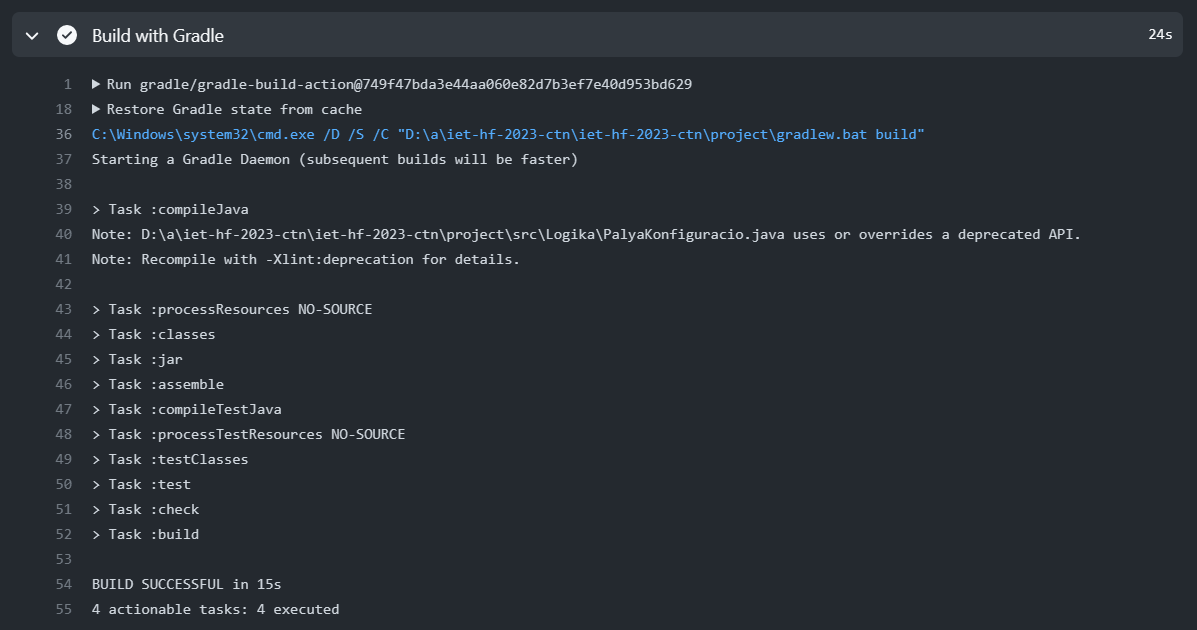 Build with Gradle 24s
1 Run gradle/gradle-build-action@749f47bda3e44aa060e82d7b3ef7e40d953bd629
18 Restore Gradle state from cache
36 C:\Windows\system32\cmd.exe /D /S /C "D:\a\iet-hf-2023-ctn\iet-hf-2023-ctn\project\gradlew.bat build"
37 Starting a Gradle Daemon (subsequent builds will be faster)
38
39 > Task :compileJava
40 Note: D:\a\iet-hf-2023-ctn\iet-hf-2023-ctn\project\src\Logika\PalyaKonfiguracio.java uses or overrides a deprecated API.
41 Note: Recompile with -Xlint:deprecation for details.
42
43 > Task :processResources NO-SOURCE
44 > Task :classes
45 > Task :jar
46 > Task :assemble
47 > Task :compileTestJava
48 > Task :processTestResources NO-SOURCE
49 > Task :testClasses
50 > Task :test
51 > Task :check
52 > Task :build
53
54 BUILD SUCCESSFUL in 15s
55 4 actionable tasks: 4 executed